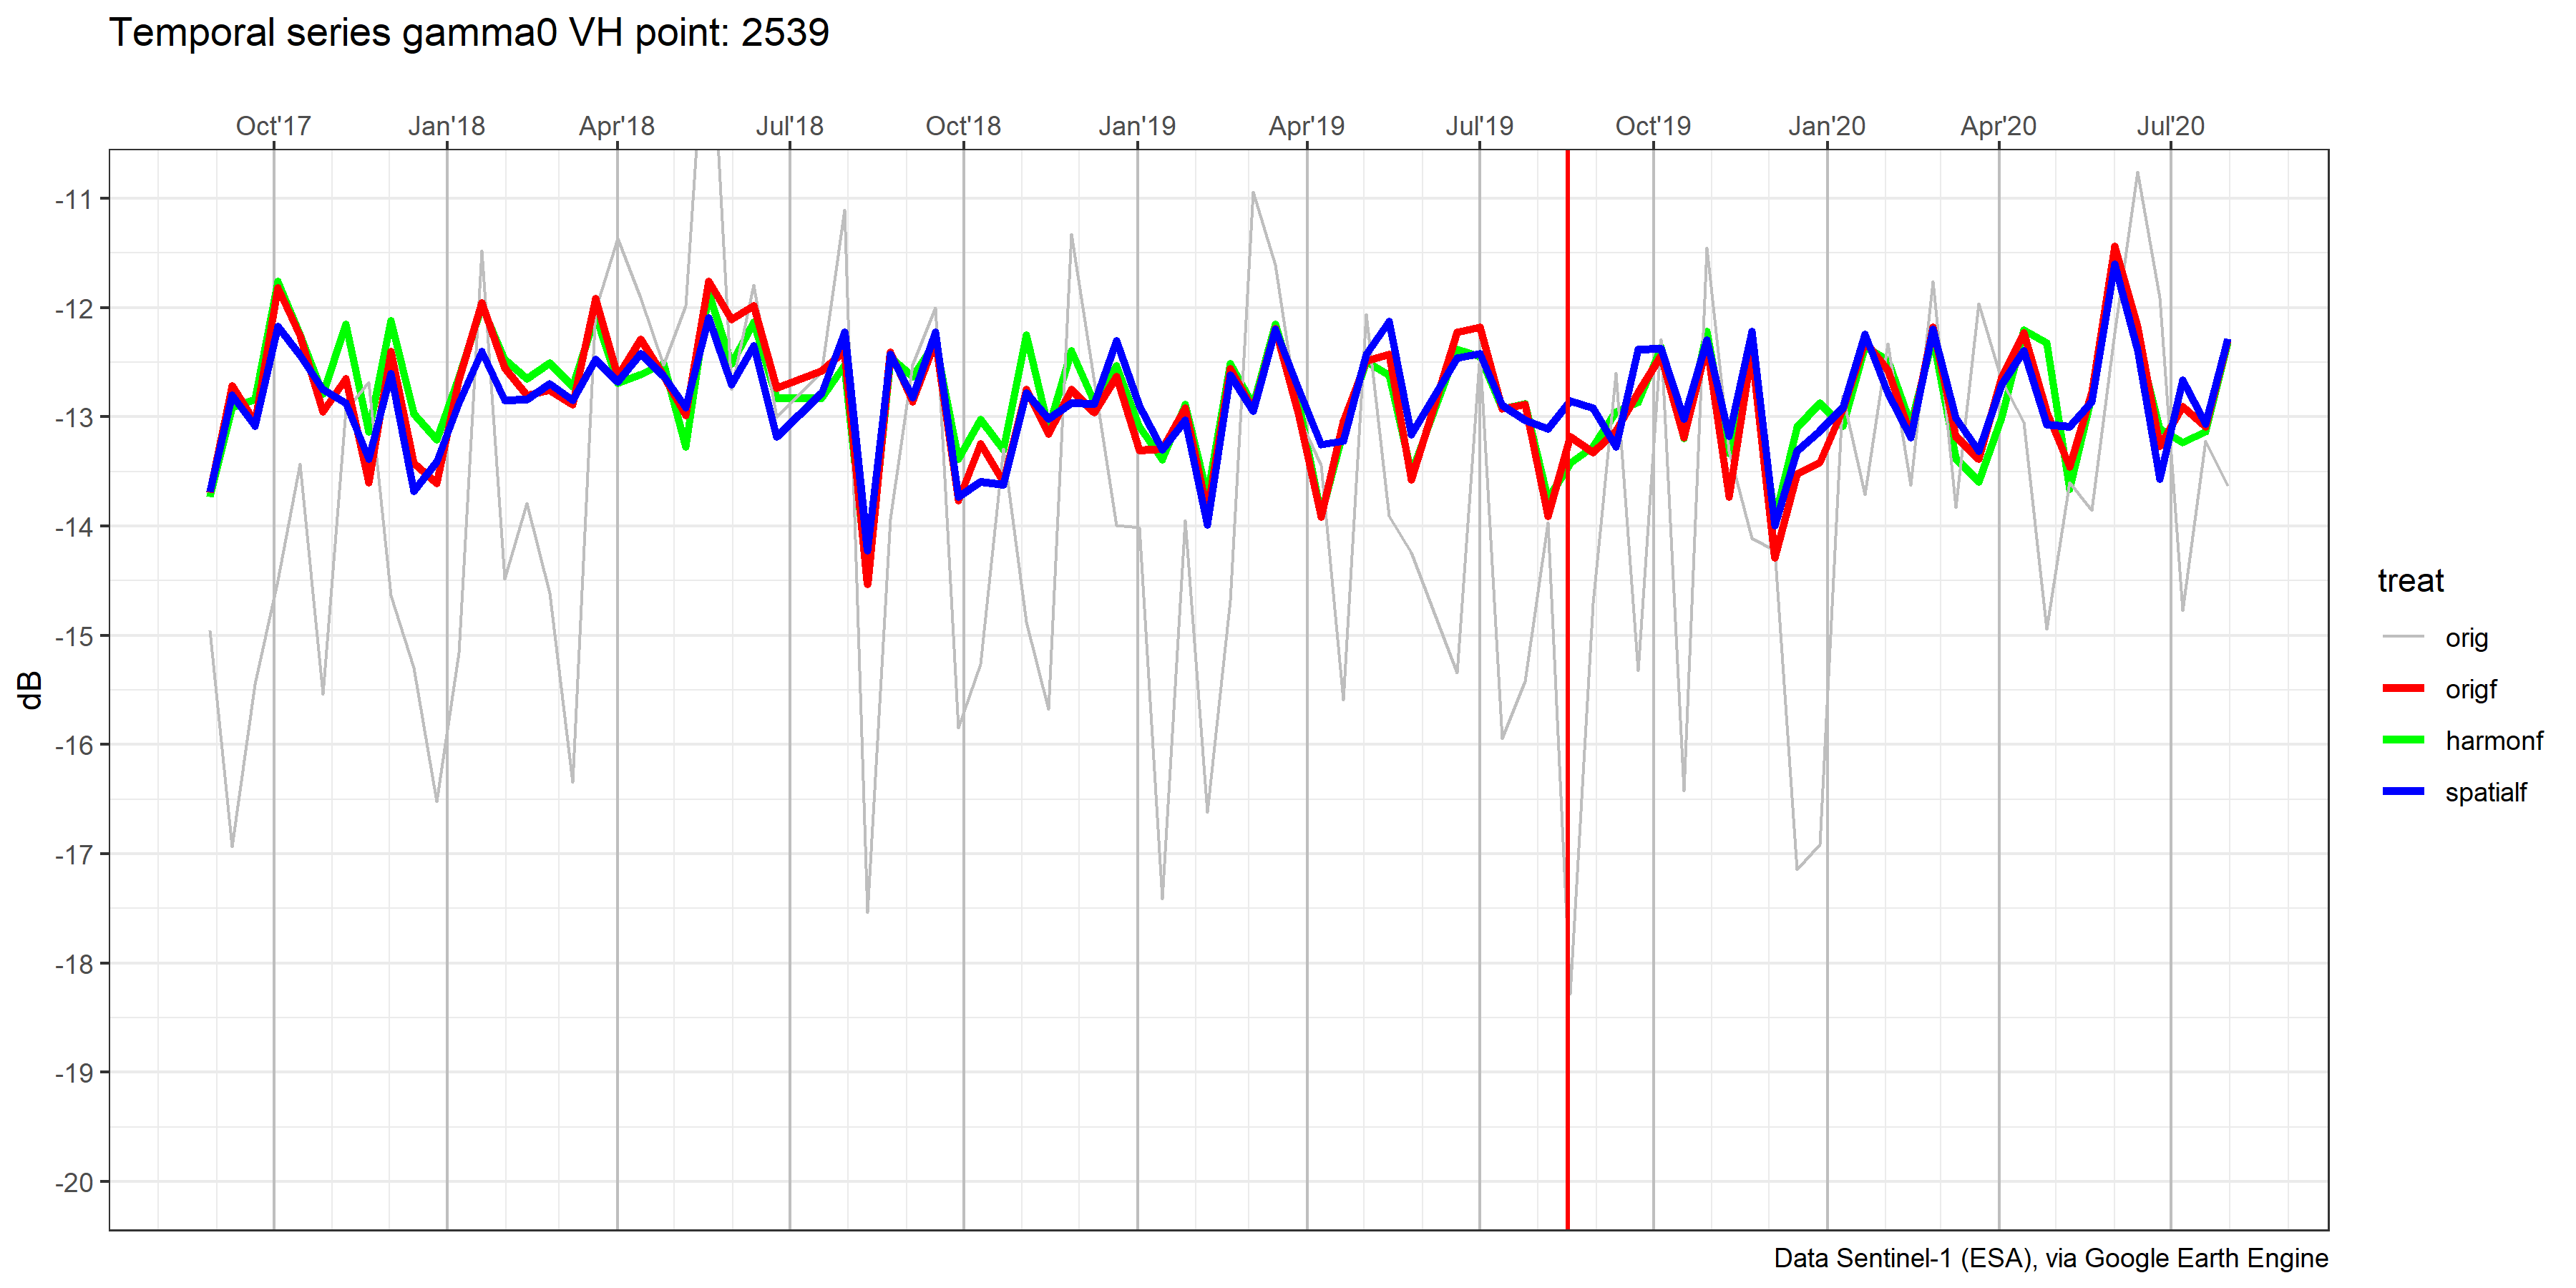 Temporal series gamma0 VH point: 2539
Oct'17 Jan'18 Apr'18 Jul'18 Oct'18 Jan'19 Apr'19 Jul'19 Oct'19 Jan'20 Apr'20 Jul'20
-11
-12
-13
-14
-15
-16
-17
-18
-19
-20
dB
treat
orig
origf
harmonf
spatialf
Data Sentinel-1 (ESA), via Google Earth Engine